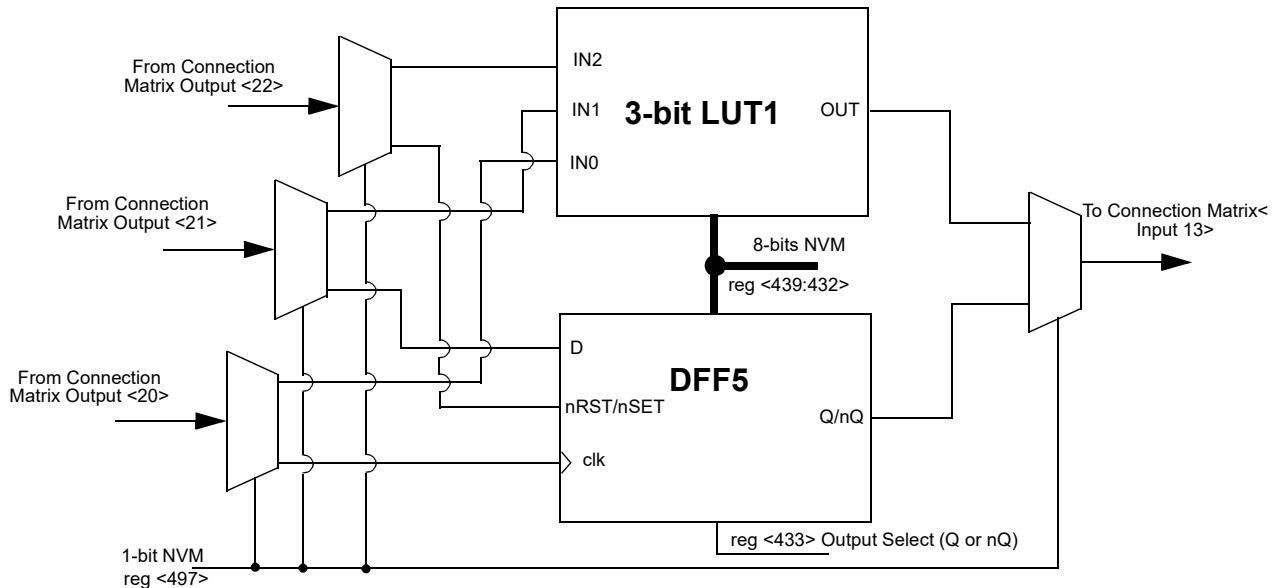 From Connection
Matrix Output <22>
IN2
IN1
IN0
3-bit LUT1
OUT
From Connection
Matrix Output <21>
To Connection Matrix<
Input 13>
8-bits NVM
reg <439:432>
From Connection
Matrix Output <20>
D
DFF5
nRST/nSET
Q/nQ
clk
reg <433> Output Select (Q or nQ)
1-bit NVM
reg <497>